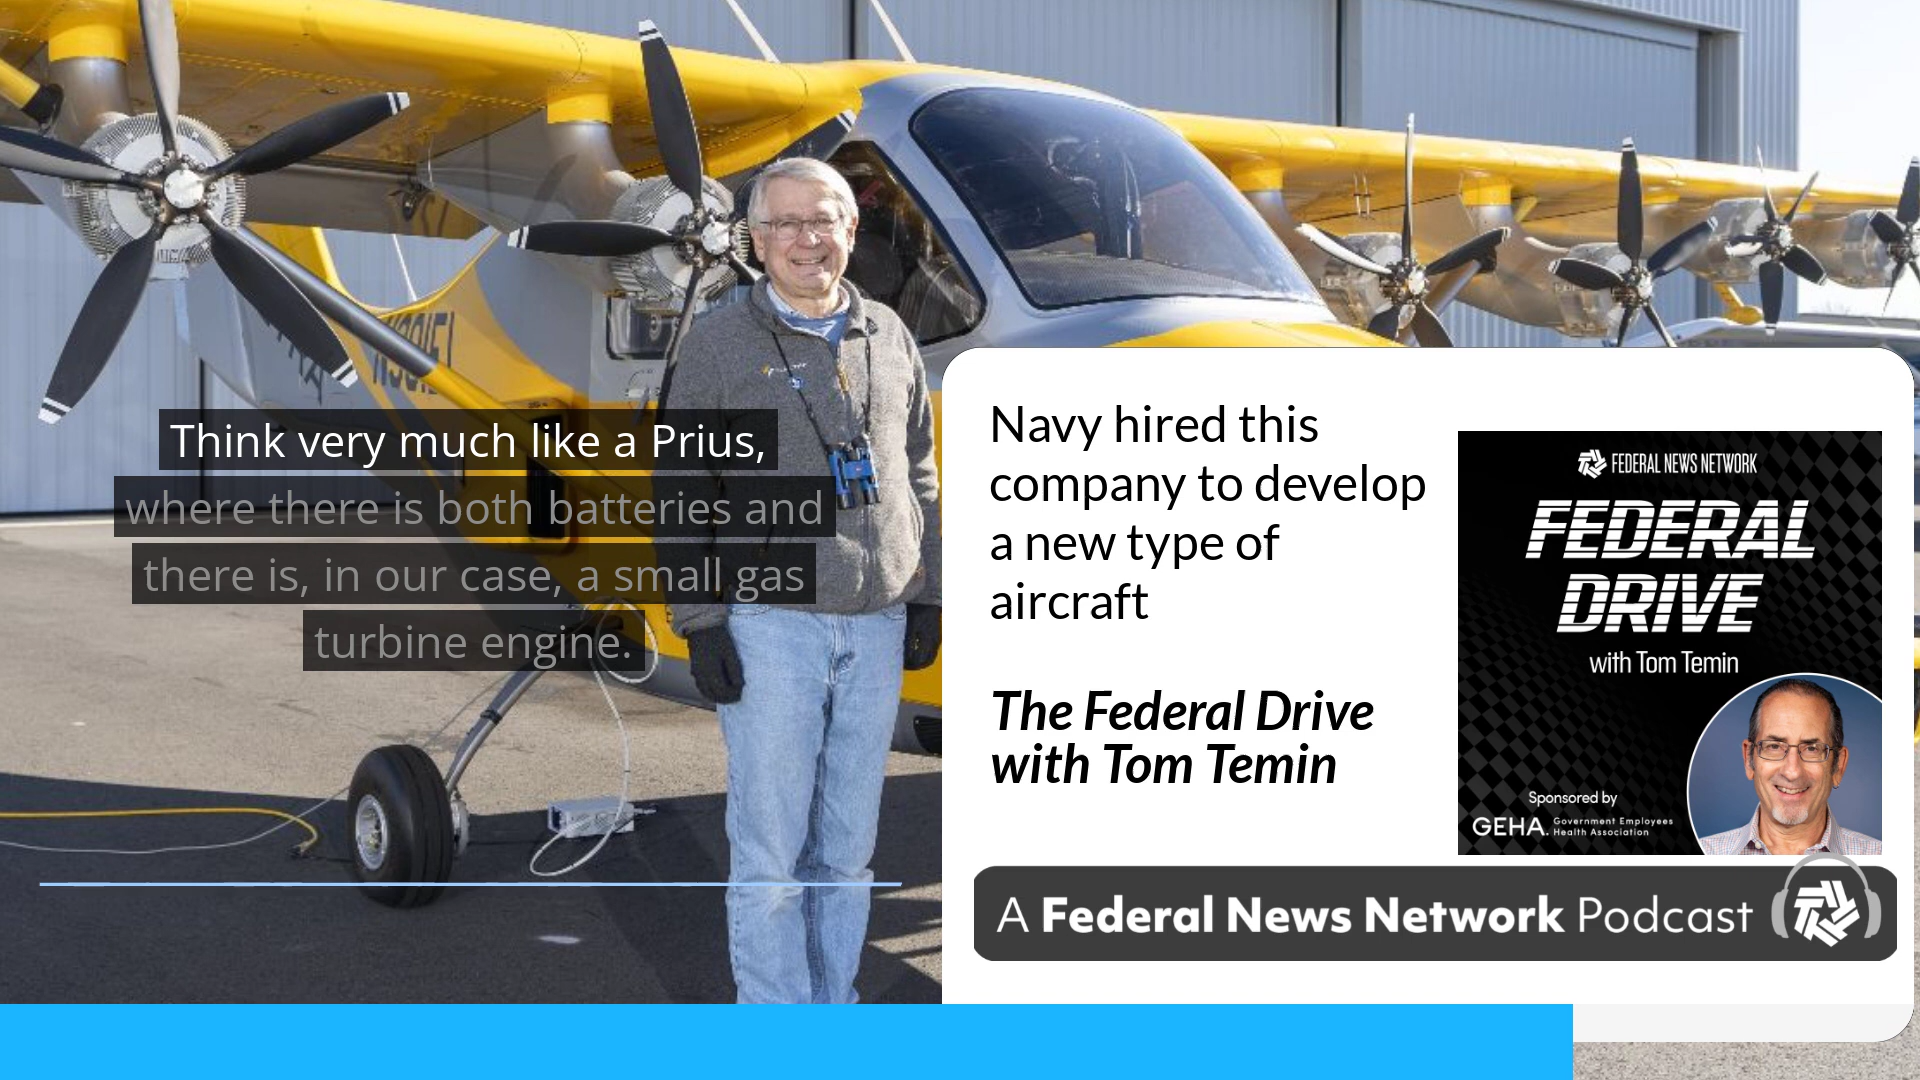 Think very much like a Prius,
where there is both batteries and
there is, in our case, a small gas
turbine engine.
Navy hired this
company to develop
a new type of
aircraft
The Federal Drive
with Tom Temin
FEDERAL NEWS NETWORK
FEDERAL
DRIVE
with Tom Temin
Sponsored by
GEHA. Government Employees
Health Association
A Federal News Network Podcast